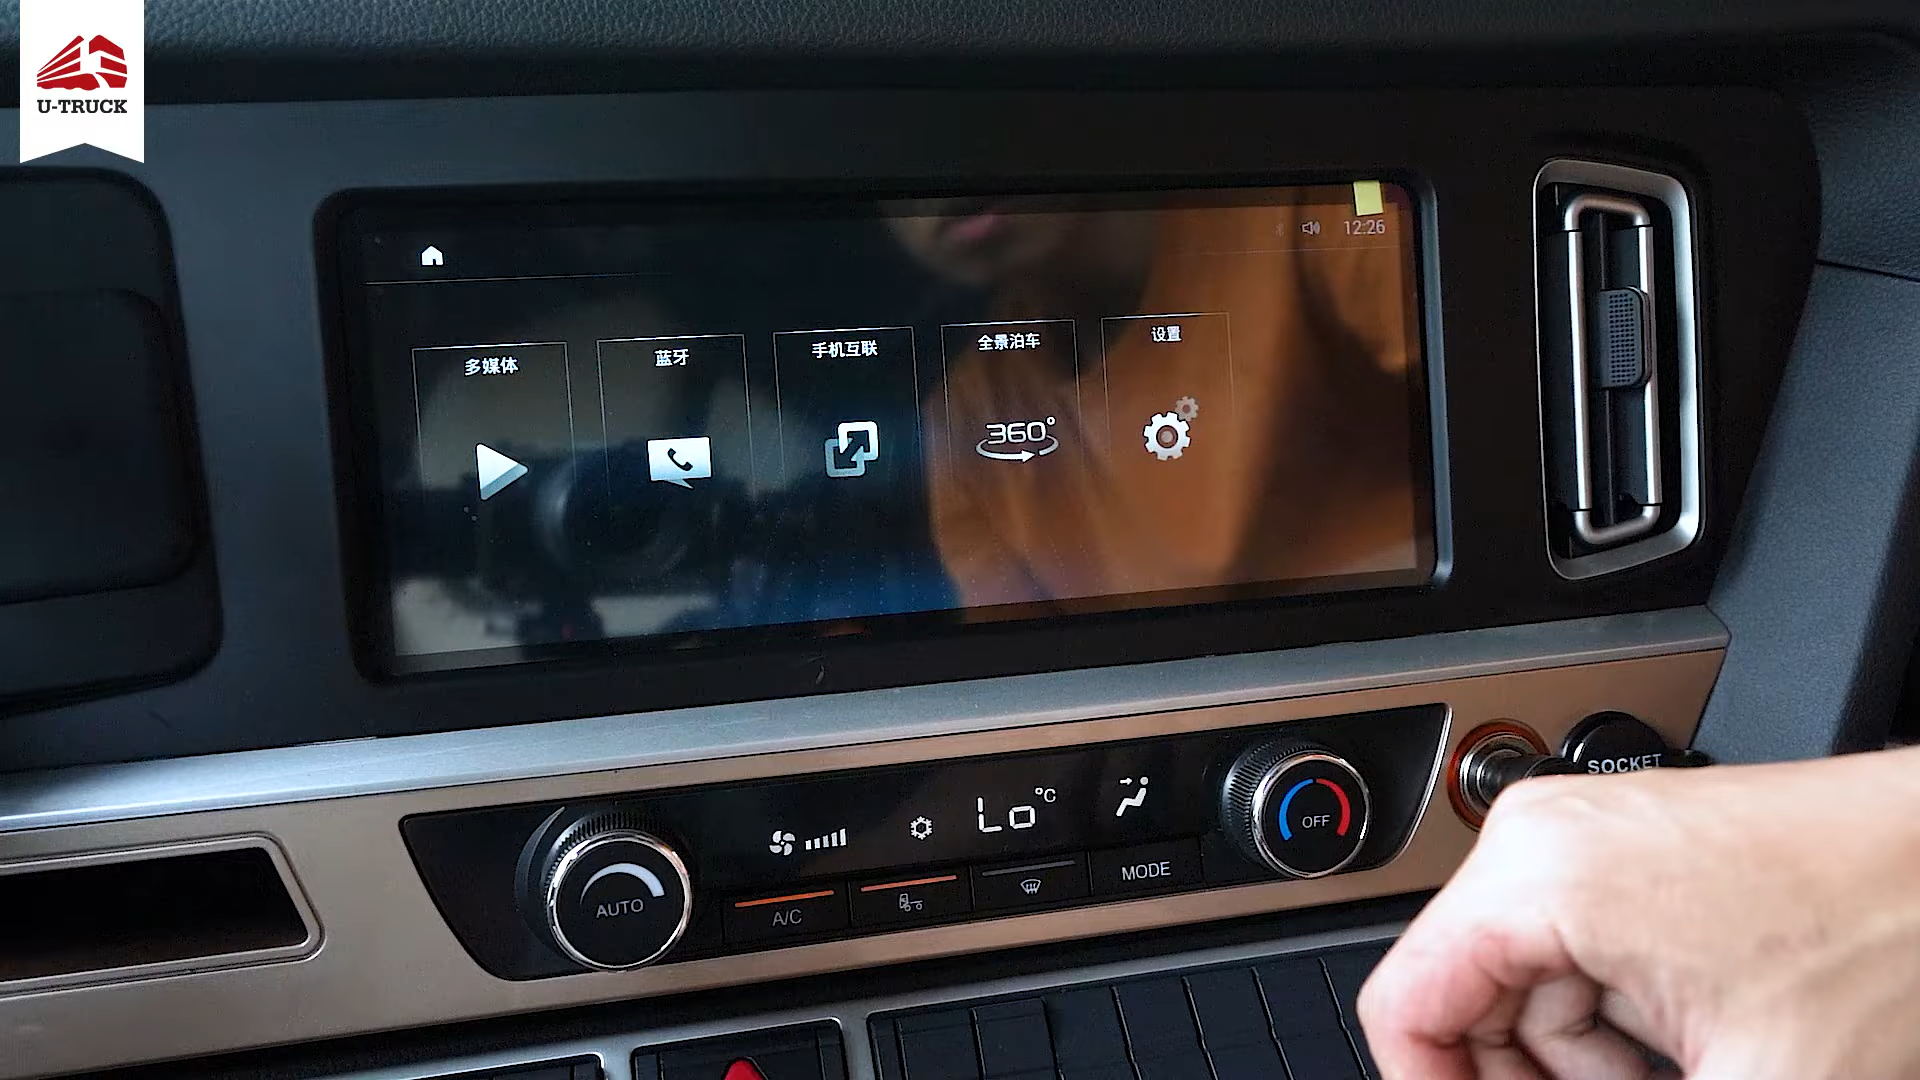 U-TRUCK
12:26
多媒体
蓝牙
手机互联
全景泊车
设置
360°
Lo°C
AUTO
A/C
MODE
OFF
SOCKET